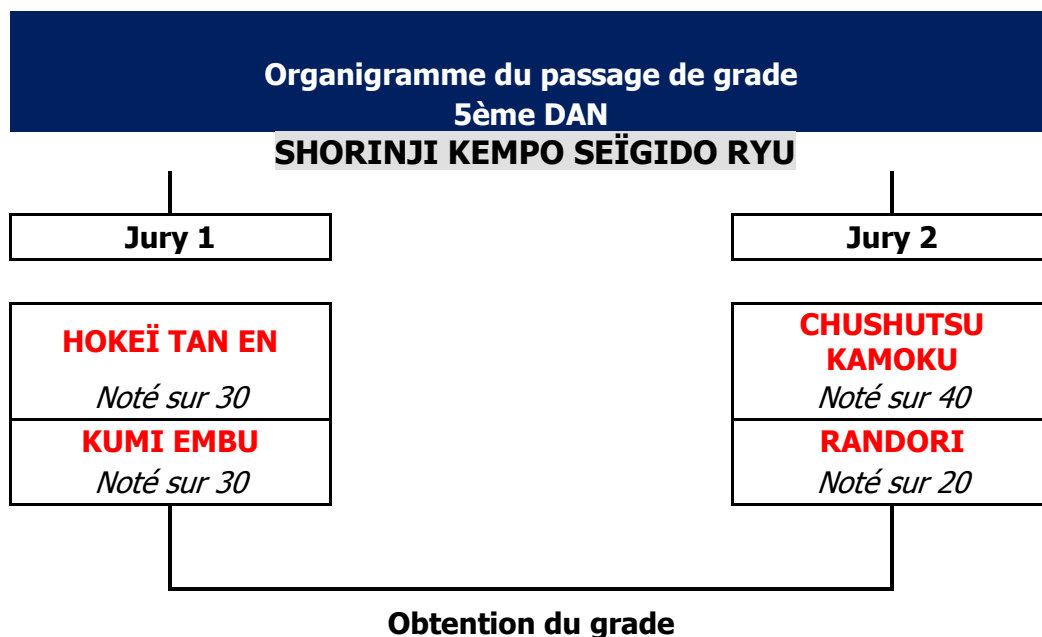 Organigramme du passage de grade
5ème DAN
SHORINJI KEMPO SEÏGIDO RYU
Jury 1
Jury 2
HOKEÏ TAN EN
Noté sur 30
KUMI EMBU
Noté sur 30
CHUSHUTSU
KAMOKU
Noté sur 40
RANDORI
Noté sur 20
Obtention du grade